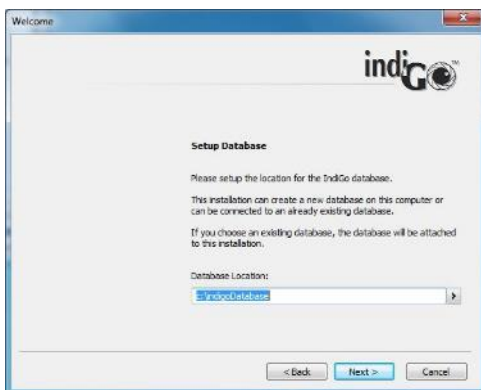 Welcome
indiGo™
Setup Database
Please setup the location for the IndiGo database.
This installation can create a new database on this computer or
can be connected to an already existing database.
If you choose an existing database, the database will be attached
to this installation.
Database Location:
c:\IndigoDatabase
< Back Next > Cancel